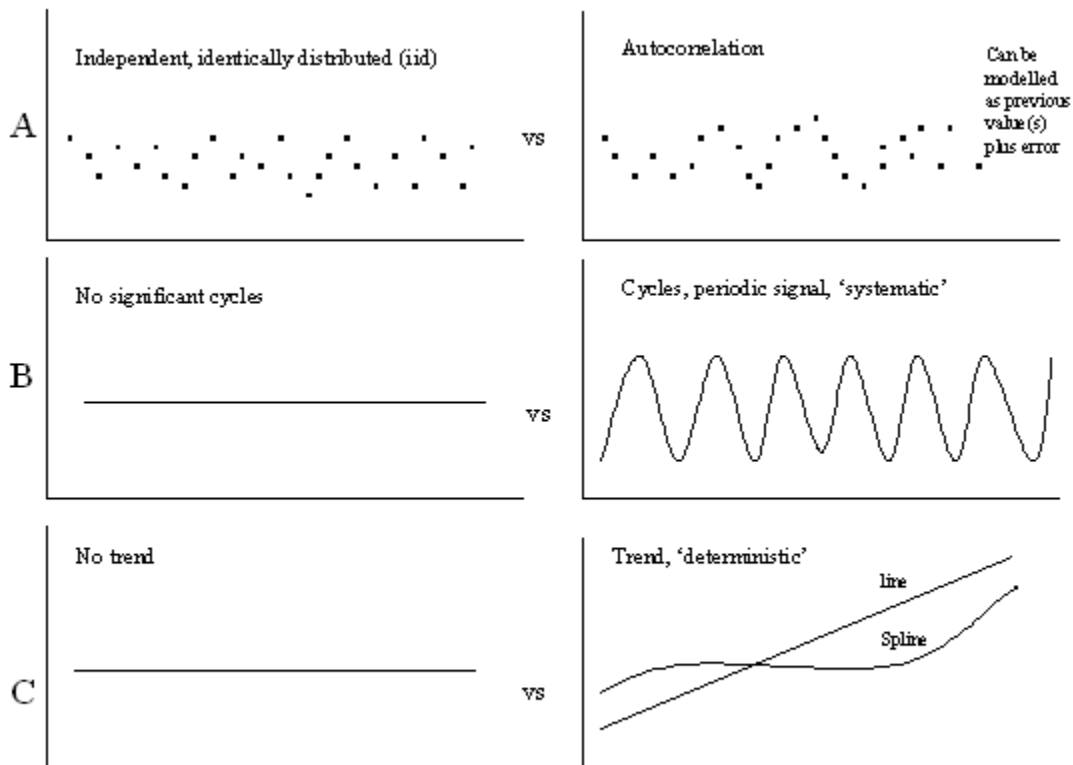 Independent, identically distributed (iid)
A
vs
Autocorrelation
Can be
modelled
as previous
value(s)
plus error
No significant cycles
B
vs
Cycles, periodic signal, ‘systematic’
No trend
C
vs
Trend, ‘deterministic’
line
Spline